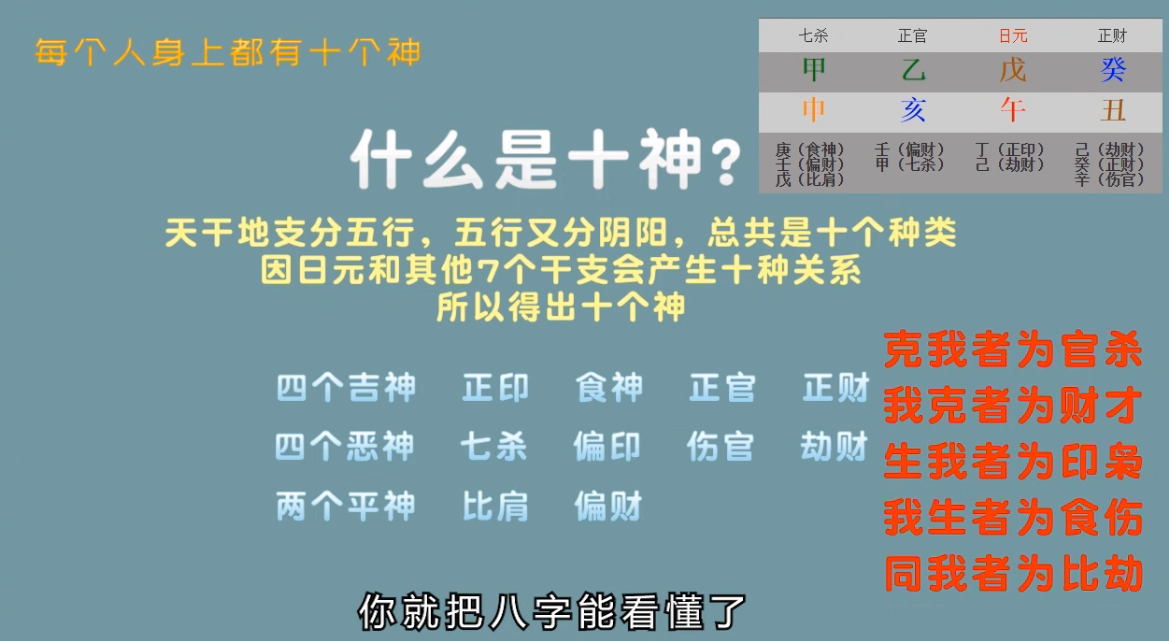 每个人身上都有十个神
七杀 正官 日元 正财
甲 乙 戊 癸
申 亥 午 丑
庚（食神） 壬（偏财） 丁（正印） 己（劫财）
壬（偏财） 甲（七杀） 己（劫财） 癸（正财）
戊（比肩） 辛（伤官）
什么是十神?
天干地支分五行，五行又分阴阳，总共是十个种类
因日元和其他7个干支会产生十种关系
所以得出十个神
四个吉神 正印 食神 正官 正财
四个恶神 七杀 偏印 伤官 劫财
两个平神 比肩 偏财
克我者为官杀
我克者为财才
生我者为印枭
我生者为食伤
同我者为比劫
你就把八字能看懂了